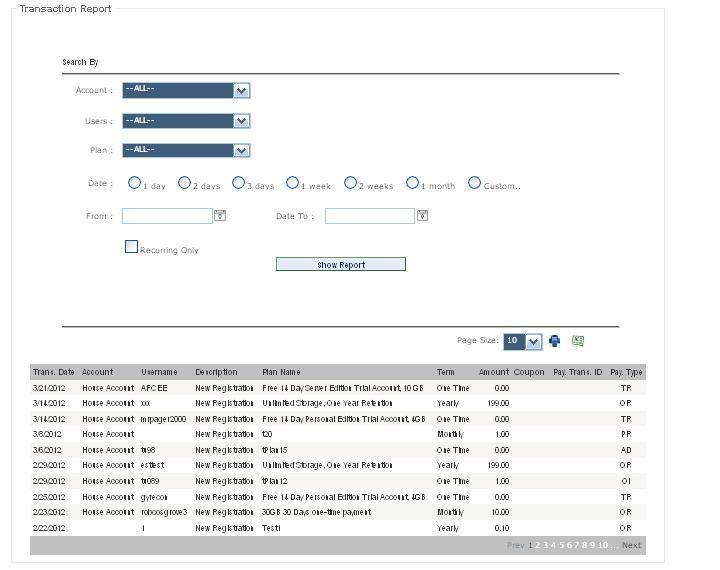 Transaction Report
Search By
Account : --ALL--
Users : --ALL--
Plan : --ALL--
Date : 1 day 2 days 3 days 1 week 2 weeks 1 month Custom..
From : Date To :
Recurring Only
Show Report
Page Size: 10
Trans. Date Account Username Description Plan Name Term Amount Coupon Pay. Trans. ID Pay. Type
3/21/2012 House Account AFCEE New Registration Free 14 Day Server Edition Trial Account, 10GB One Time 0.00 TR
3/14/2012 House Account xxx New Registration Unlimited Storage, One Year Retention Yearly 199.00 OR
3/14/2012 House Account mrpager2000 New Registration Free 14 Day Personal Edition Trial Account, 4GB One Time 0.00 TR
3/8/2012 House Account New Registration t20 Monthly 1.00 PR
3/6/2012 House Account New Registration tPlan15 One Time 0.00 AD
2/29/2012 House Account esttest New Registration Unlimited Storage, One Year Retention Yearly 199.00 OR
2/29/2012 House Account New Registration tPlan12 One Time 1.00 OI
2/25/2012 House Account gyrecon New Registration Free 14 Day Personal Edition Trial Account, 4GB One Time 0.00 TR
2/23/2012 House Account robcosgrove3 New Registration 30GB 30 Days one-time payment Monthly 10.00 OR
2/22/2012 1 New Registration Test1 Yearly 0.10 OR
Prev 1 2 3 4 5 6 7 8 9 10 ... Next